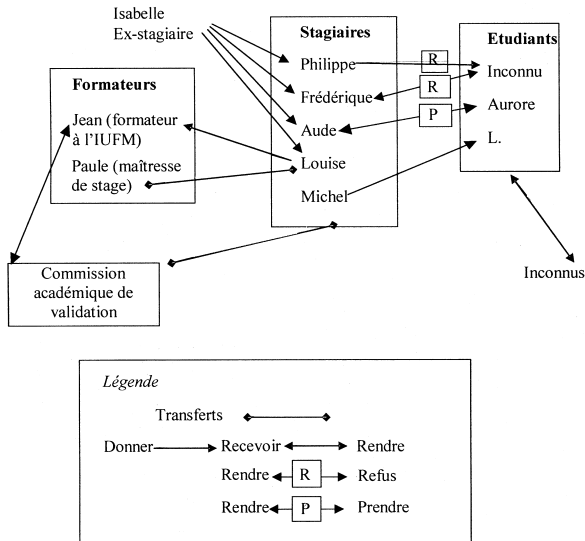 Isabelle
Ex-stagiaire
Stagiaires
Philippe
Frédérique
Aude
Louise
Michel
R
R
P
Etudiants
Inconnu
Aurore
L.
Formateurs
Jean (formateur
à l'IUFM)
Paule (maîtresse
de stage)
Commission
académique de
validation
Inconnus
Légende
Transferts
Donner Recevoir Rendre
Rendre R Refus
Rendre P Prendre